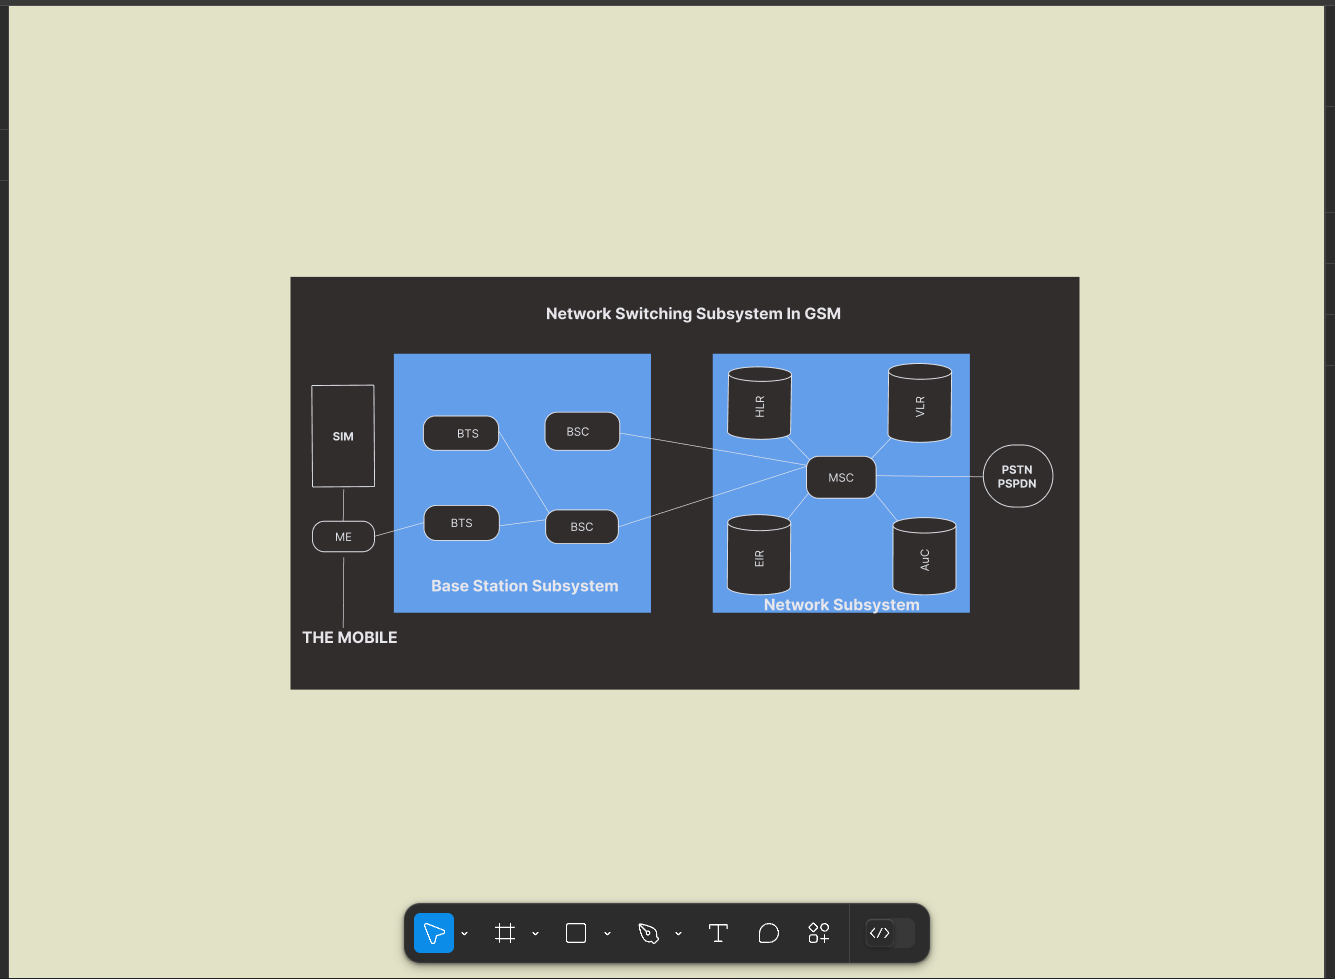 Network Switching Subsystem In GSM
SIM
ME
THE MOBILE
BTS
BSC
BTS
BSC
Base Station Subsystem
HLR
VLR
MSC
EIR
AuC
Network Subsystem
PSTN
PSPDN